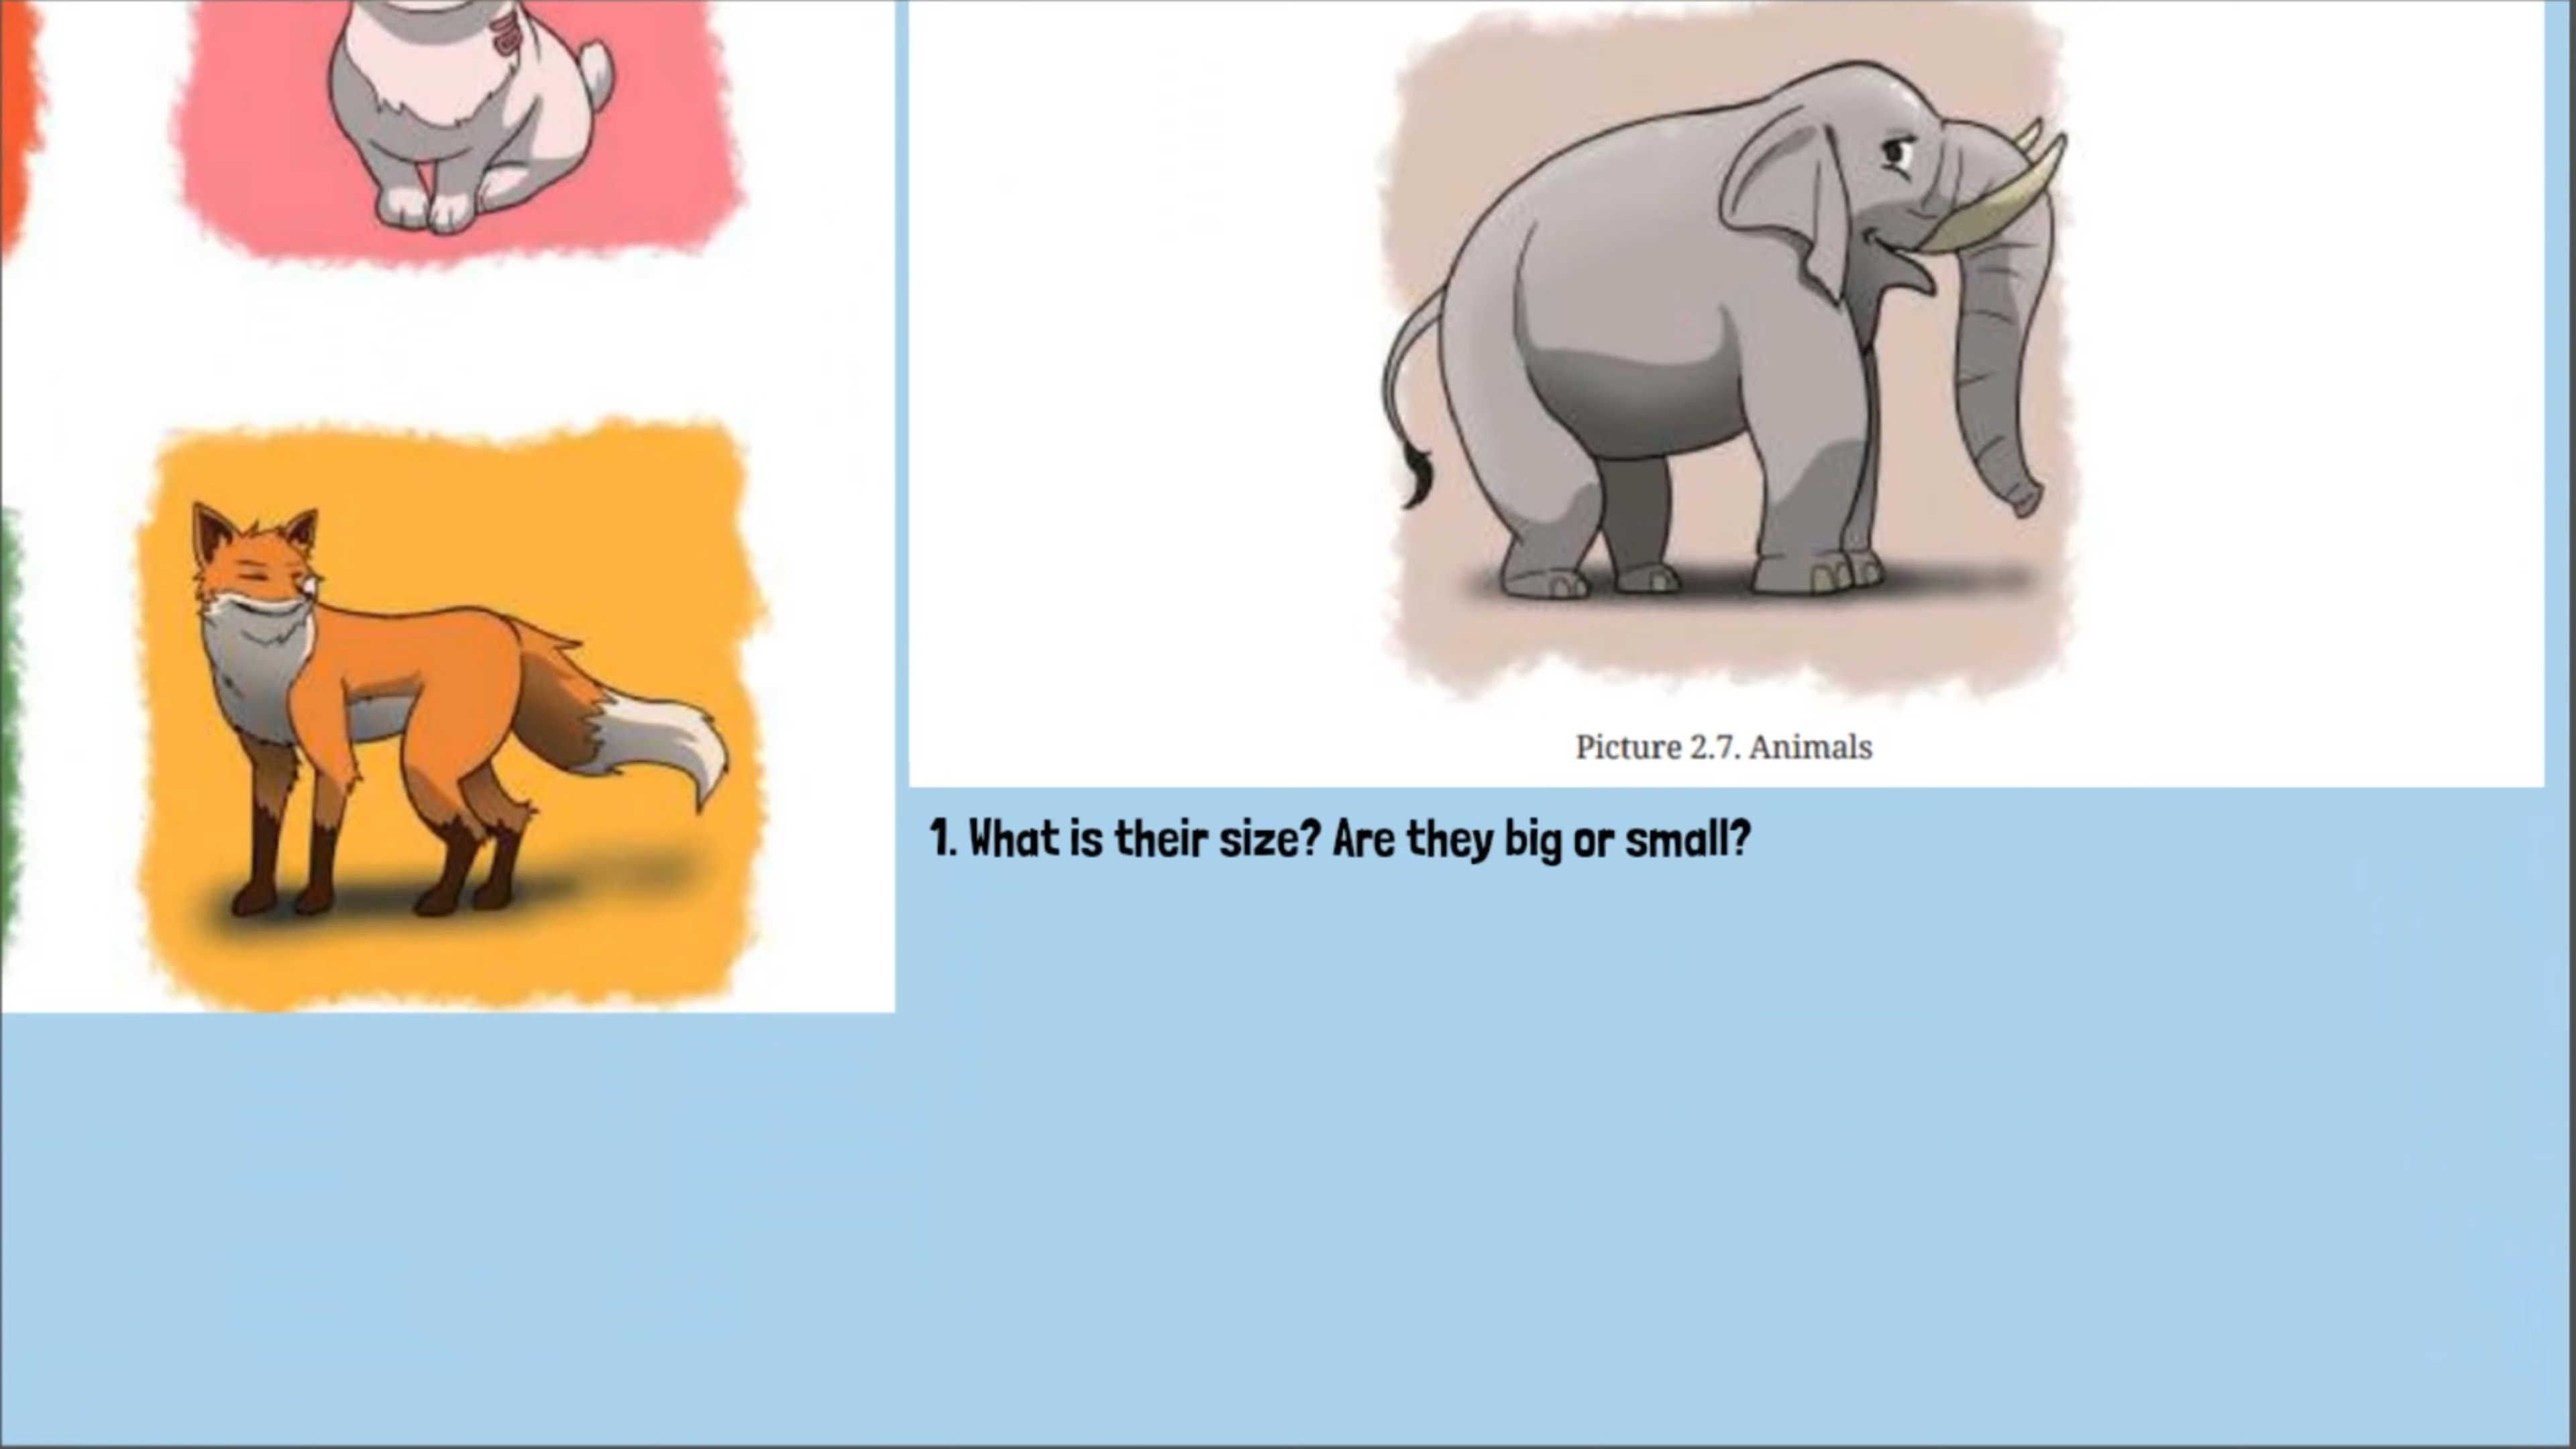 Picture 2.7. Animals
1. What is their size? Are they big or small?